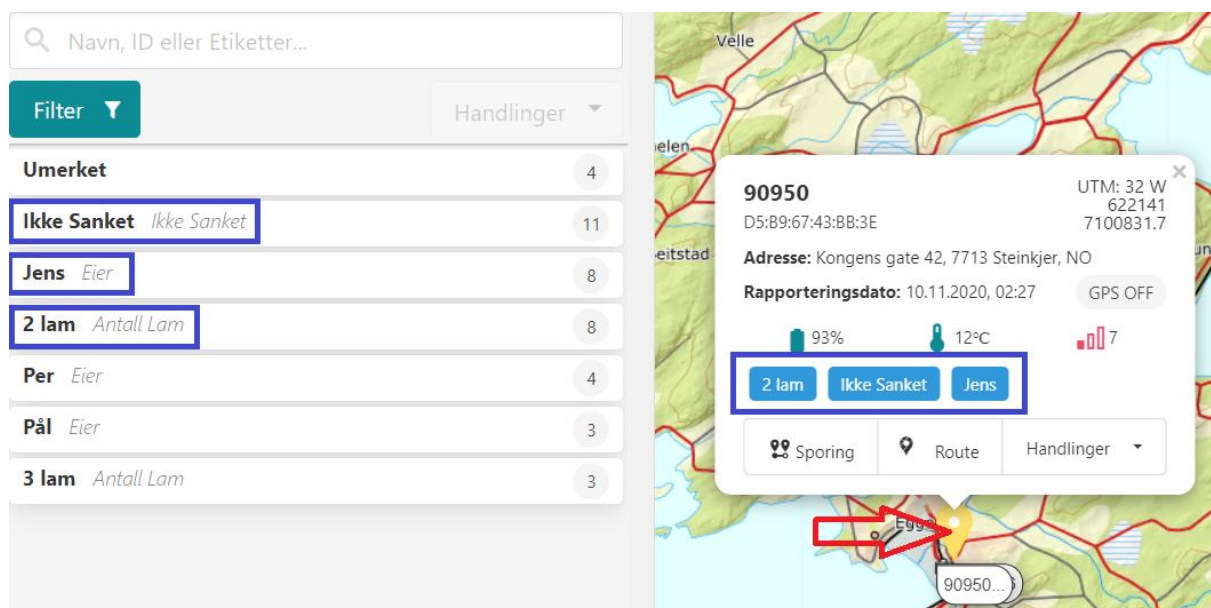 Navn, ID eller Etiketter...
Filter
Handlinger
Umerket 4
Ikke Sanket Ikke Sanket 11
Jens Eier 8
2 lam Antall Lam 8
Per Eier 4
Pål Eier 3
3 lam Antall Lam 3
Velle
elen
eitstad
90950
D5:B9:67:43:BB:3E
UTM: 32 W
622141
7100831.7
Adresse: Kongens gate 42, 7713 Steinkjer, NO
Rapporteringsdato: 10.11.2020, 02:27
GPS OFF
93% 12°C 7
2 lam Ikke Sanket Jens
Sporing Route Handlinger
90950...